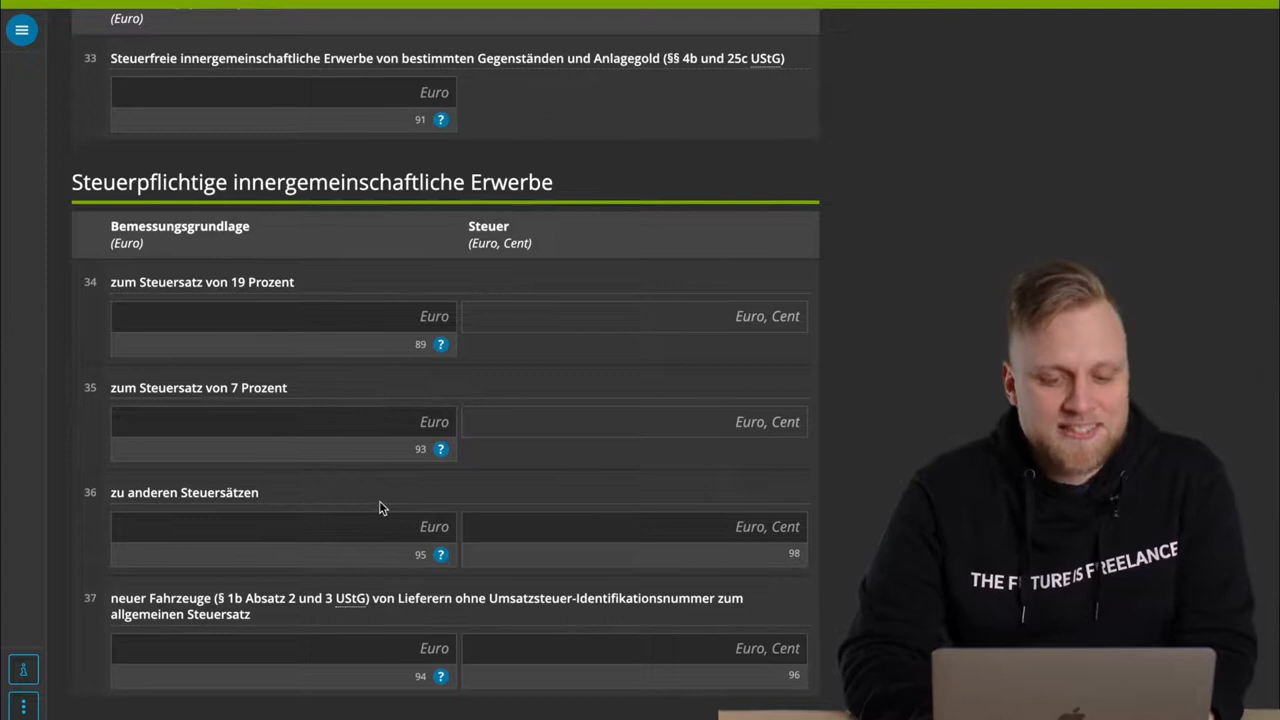 (Euro)
33 Steuerfreie innergemeinschaftliche Erwerbe von bestimmten Gegenständen und Anlagegold (§§ 4b und 25c UStG)
Euro
91 ?
Steuerpflichtige innergemeinschaftliche Erwerbe
Bemessungsgrundlage Steuer
(Euro) (Euro, Cent)
34 zum Steuersatz von 19 Prozent
Euro Euro, Cent
89 ?
35 zum Steuersatz von 7 Prozent
Euro Euro, Cent
93 ?
36 zu anderen Steuersätzen
Euro Euro, Cent
95 ? 98
37 neuer Fahrzeuge (§ 1b Absatz 2 und 3 UStG) von Lieferern ohne Umsatzsteuer-Identifikationsnummer zum
allgemeinen Steuersatz
Euro Euro, Cent
94 ? 96
THE FUTURE IS FREELANCE